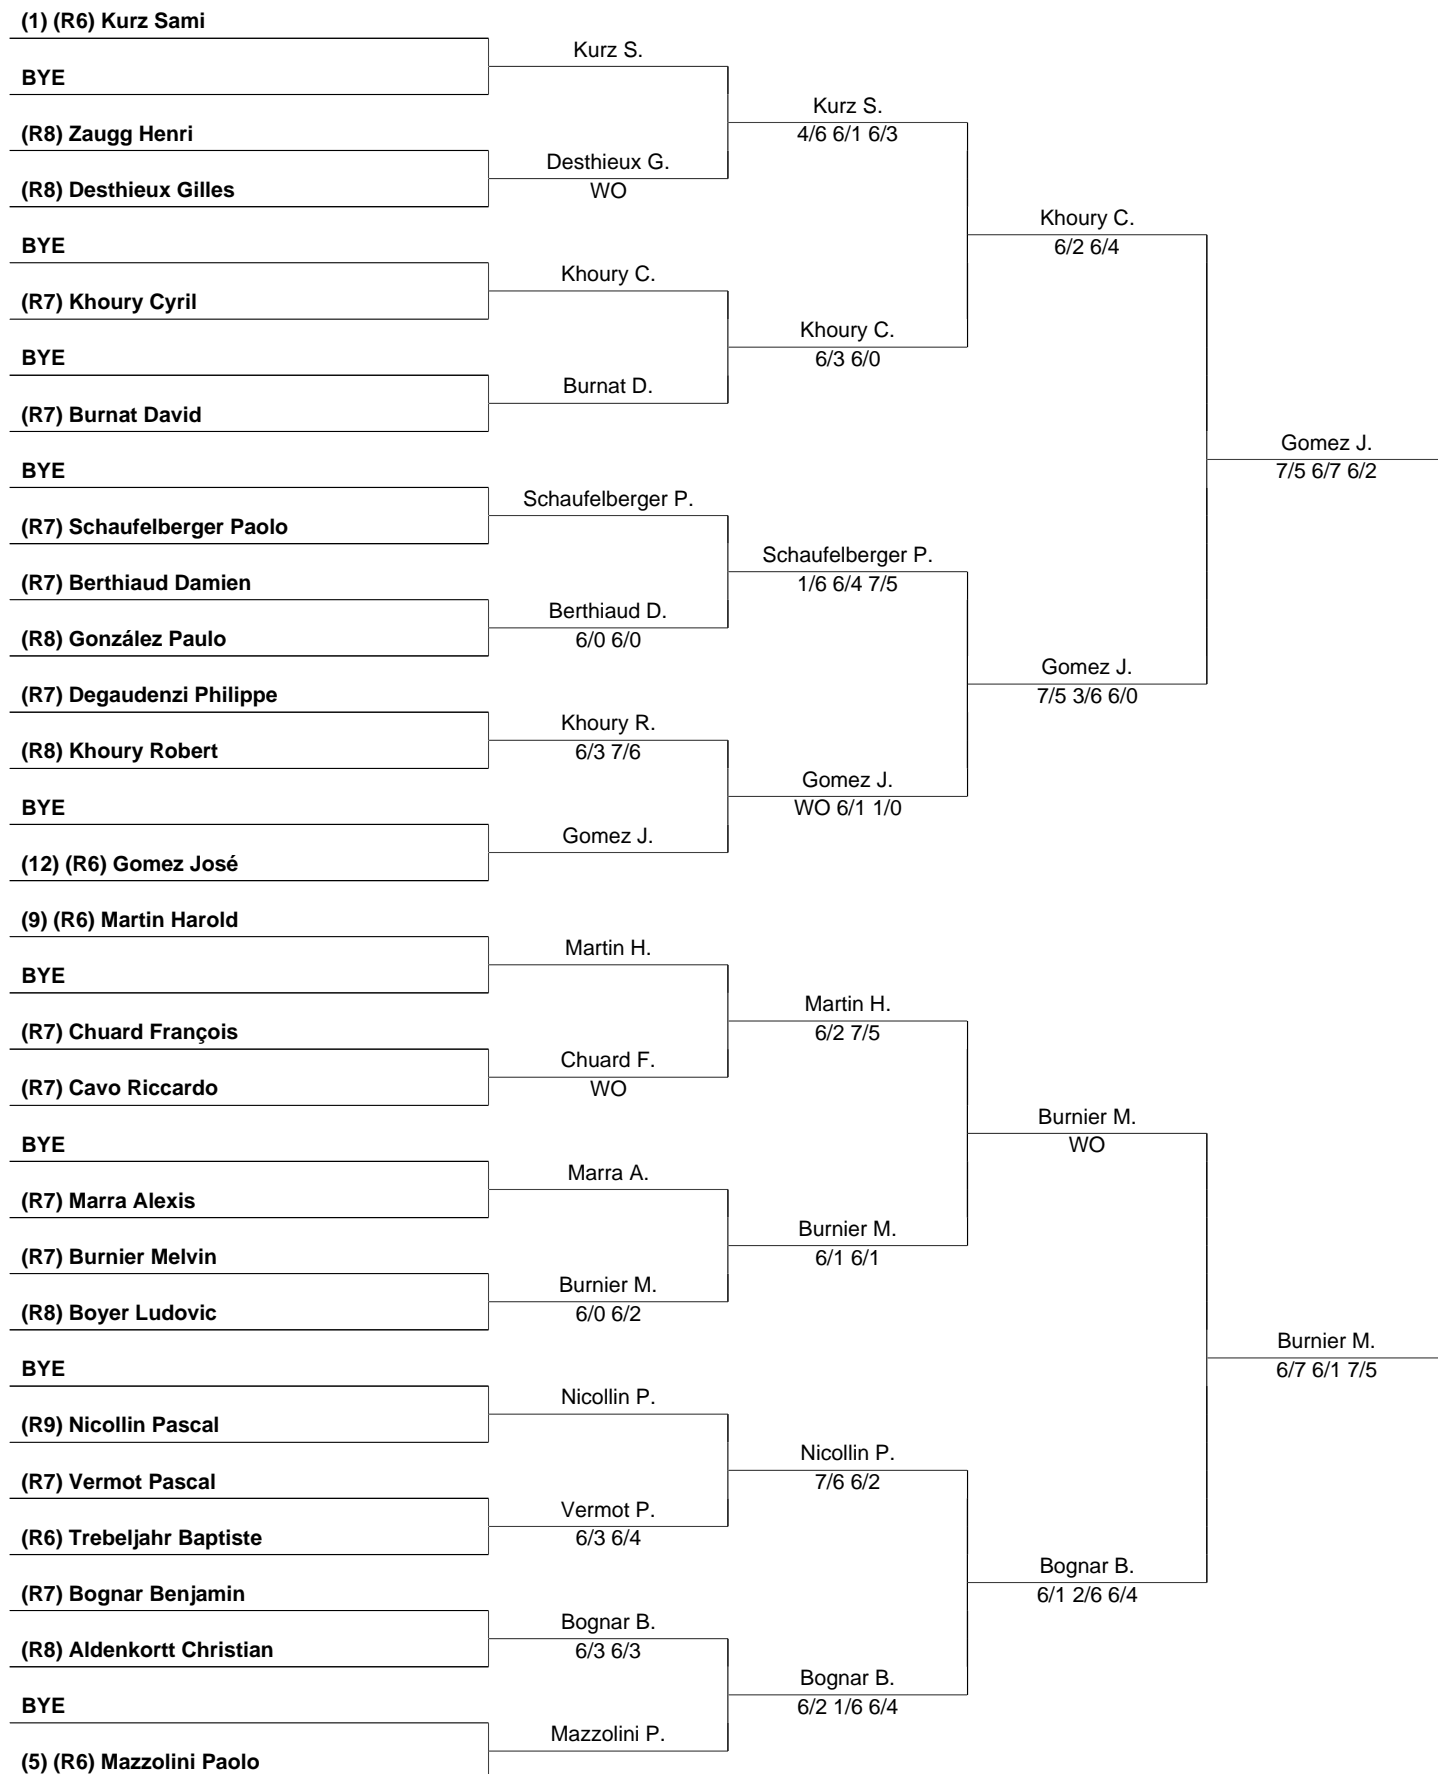 (1) (R6) Kurz Sami
BYE
(R8) Zaugg Henri
(R8) Desthieux Gilles
BYE
(R7) Khoury Cyril
BYE
(R7) Burnat David
BYE
(R7) Schaufelberger Paolo
(R7) Berthiaud Damien
(R8) González Paulo
(R7) Degaudenzi Philippe
(R8) Khoury Robert
BYE
(12) (R6) Gomez José
(9) (R6) Martin Harold
BYE
(R7) Chuard François
(R7) Cavo Riccardo
BYE
(R7) Marra Alexis
(R7) Burnier Melvin
(R8) Boyer Ludovic
BYE
(R9) Nicollin Pascal
(R7) Vermot Pascal
(R6) Trebeljahr Baptiste
(R7) Bognar Benjamin
(R8) Aldenkortt Christian
BYE
(5) (R6) Mazzolini Paolo
Kurz S.
Desthieux G.
WO
Khoury C.
Burnat D.
Schaufelberger P.
Berthiaud D.
6/0 6/0
Khoury R.
6/3 7/6
Gomez J.
Martin H.
Chuard F.
WO
Marra A.
Burnier M.
6/0 6/2
Nicollin P.
Vermot P.
6/3 6/4
Bognar B.
6/3 6/3
Mazzolini P.
Kurz S.
4/6 6/1 6/3
Khoury C.
6/3 6/0
Schaufelberger P.
1/6 6/4 7/5
Gomez J.
WO 6/1 1/0
Martin H.
6/2 7/5
Burnier M.
6/1 6/1
Nicollin P.
7/6 6/2
Bognar B.
6/2 1/6 6/4
Khoury C.
6/2 6/4
Gomez J.
7/5 3/6 6/0
Burnier M.
WO
Bognar B.
6/1 2/6 6/4
Gomez J.
7/5 6/7 6/2
Burnier M.
6/7 6/1 7/5